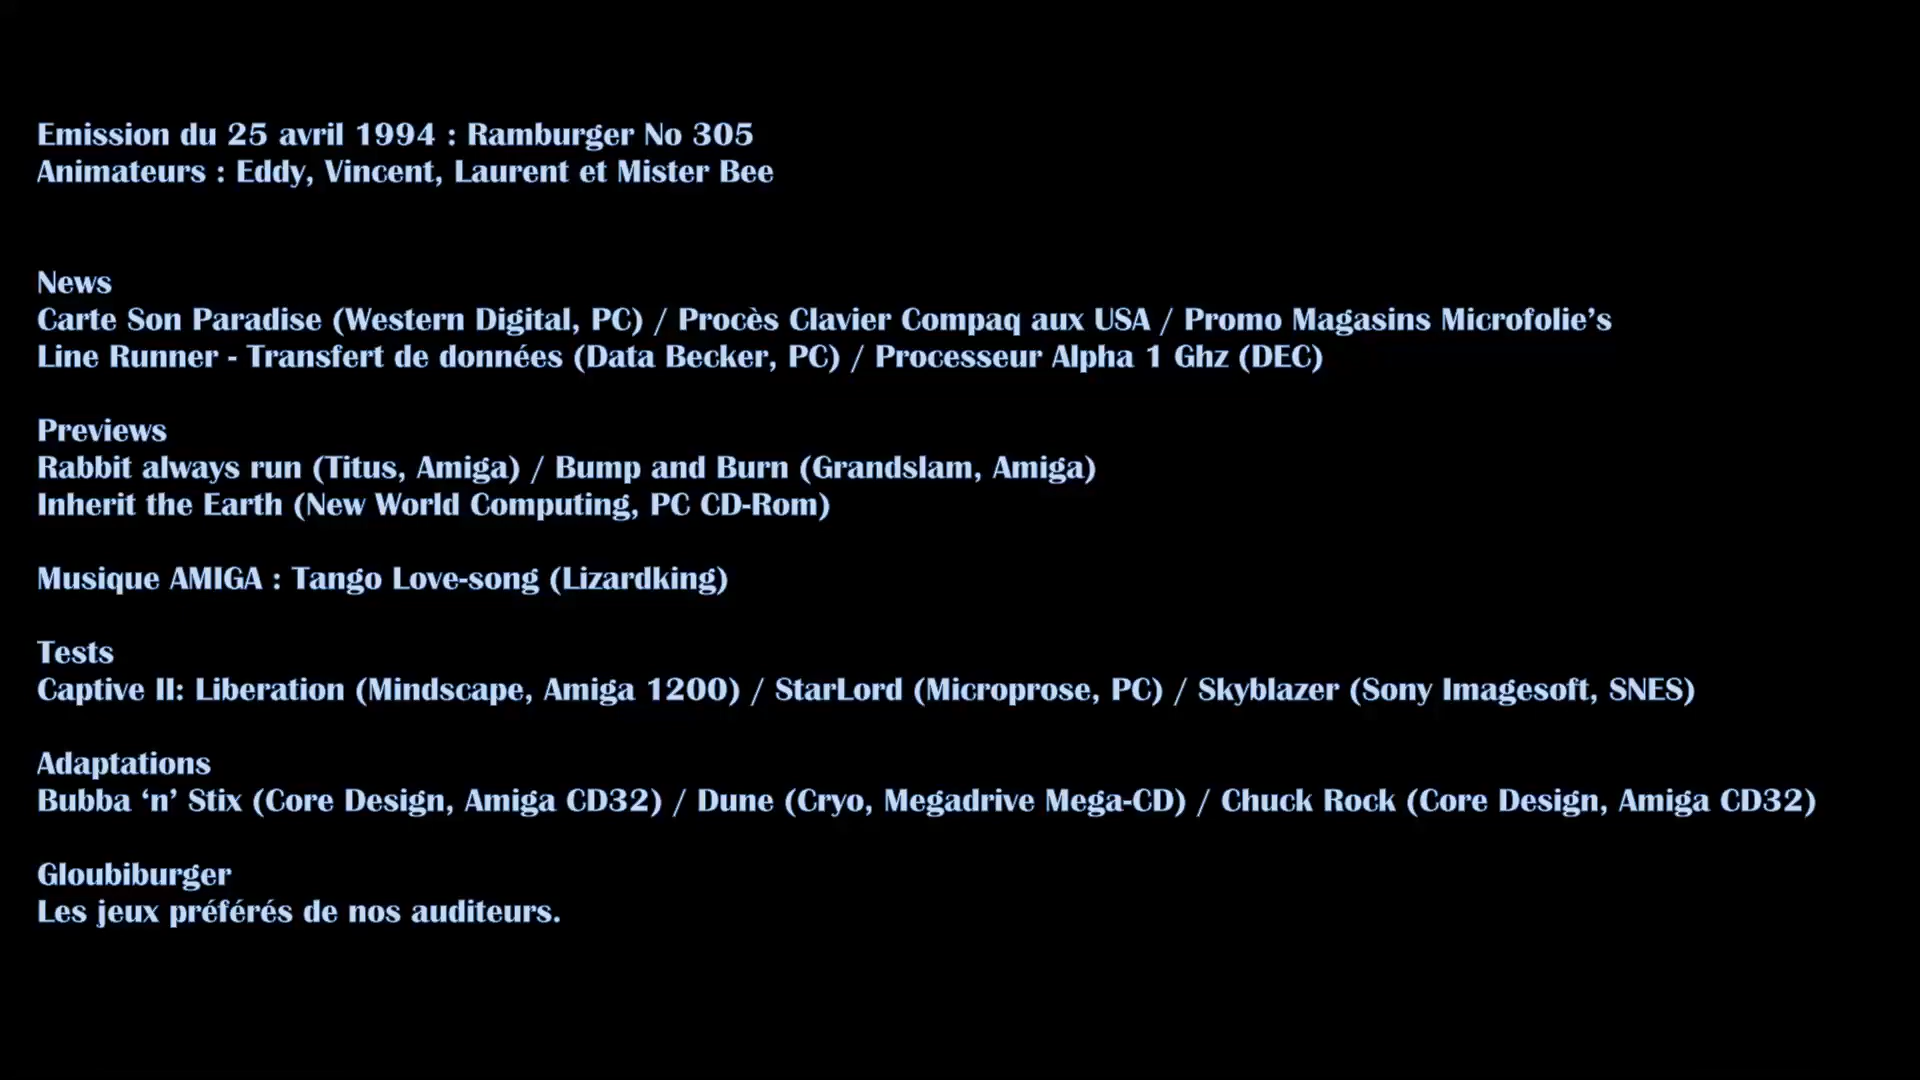 Emission du 25 avril 1994 : Ramburger No 305
Animateurs : Eddy, Vincent, Laurent et Mister Bee
News
Carte Son Paradise (Western Digital, PC) / Procès Clavier Compaq aux USA / Promo Magasins Microfolie’s
Line Runner - Transfert de données (Data Becker, PC) / Processeur Alpha 1 Ghz (DEC)
Previews
Rabbit always run (Titus, Amiga) / Bump and Burn (Grandslam, Amiga)
Inherit the Earth (New World Computing, PC CD-Rom)
Musique AMIGA : Tango Love-song (Lizardking)
Tests
Captive II: Liberation (Mindscape, Amiga 1200) / StarLord (Microprose, PC) / Skyblazer (Sony Imagesoft, SNES)
Adaptations
Bubba ‘n’ Stix (Core Design, Amiga CD32) / Dune (Cryo, Megadrive Mega-CD) / Chuck Rock (Core Design, Amiga CD32)
Gloubiburger
Les jeux préférés de nos auditeurs.